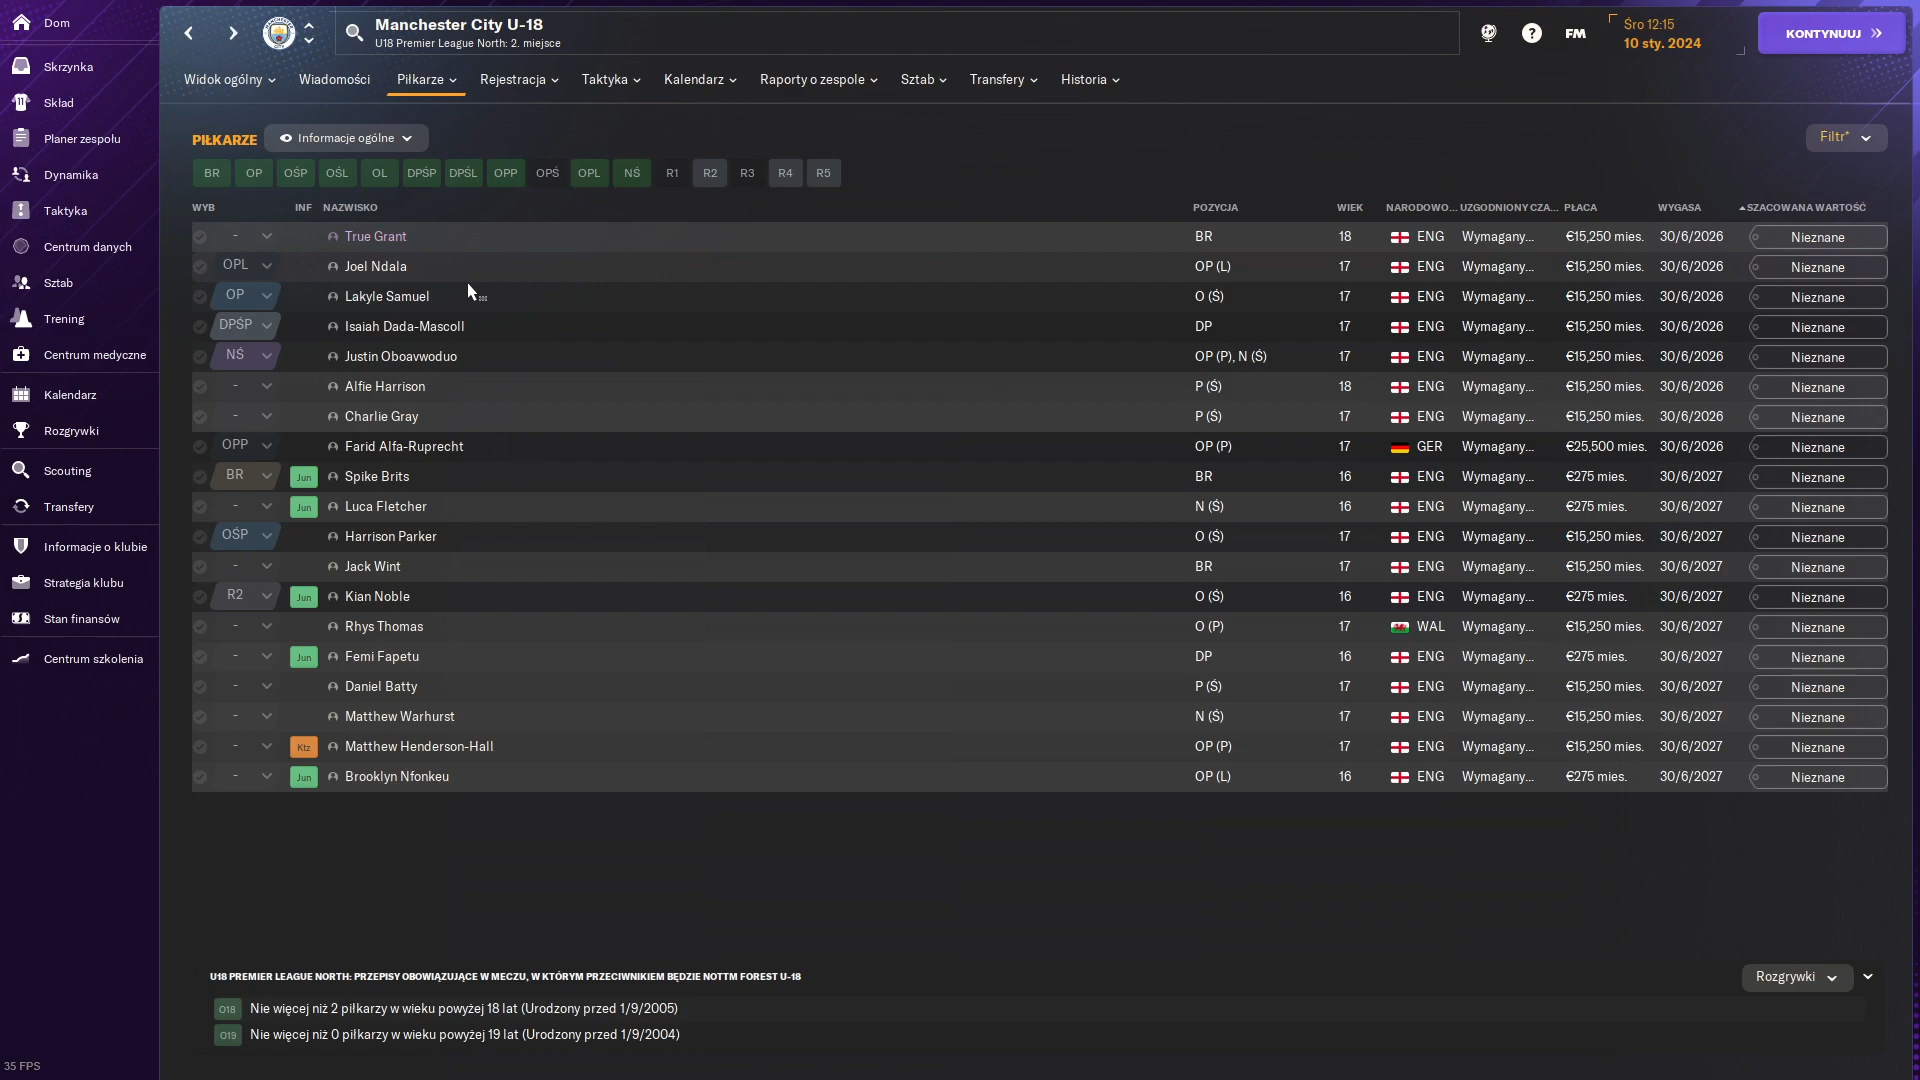 Dom
Skrzynka
Skład
Planer zespołu
Dynamika
Taktyka
Centrum danych
Sztab
Trening
Centrum medyczne
Kalendarz
Rozgrywki
Scouting
Transfery
Informacje o klubie
Strategia klubu
Stan finansów
Centrum szkolenia
35 FPS
Manchester City U-18
U18 Premier League North: 2. miejsce
FM
Śro 12:15
10 sty. 2024
KONTYNUUJ
Widok ogólny Wiadomości Piłkarze Rejestracja Taktyka Kalendarz Raporty o zespole Sztab Transfery Historia
PIŁKARZE Informacje ogólne Filtr*
BR OP OŚP OŚL OL DPŚP DPŚL OPP OPŚ OPL NŚ R1 R2 R3 R4 R5
WYB INF NAZWISKO POZYCJA WIEK NARODOWO... UZGODNIONY CZA... PŁACA WYGASA SZACOWANA WARTOŚĆ
- True Grant BR 18 ENG Wymagany... €15,250 mies. 30/6/2026 Nieznane
OPL Joel Ndala OP (L) 17 ENG Wymagany... €15,250 mies. 30/6/2026 Nieznane
OP Lakyle Samuel O (Ś) 17 ENG Wymagany... €15,250 mies. 30/6/2026 Nieznane
DPŚP Isaiah Dada-Mascoll DP 17 ENG Wymagany... €15,250 mies. 30/6/2026 Nieznane
NŚ Justin Oboavwoduo OP (P), N (Ś) 17 ENG Wymagany... €15,250 mies. 30/6/2026 Nieznane
- Alfie Harrison P (Ś) 18 ENG Wymagany... €15,250 mies. 30/6/2026 Nieznane
- Charlie Gray P (Ś) 17 ENG Wymagany... €15,250 mies. 30/6/2026 Nieznane
OPP Farid Alfa-Ruprecht OP (P) 17 GER Wymagany... €25,500 mies. 30/6/2026 Nieznane
BR Jun Spike Brits BR 16 ENG Wymagany... €275 mies. 30/6/2027 Nieznane
- Jun Luca Fletcher N (Ś) 16 ENG Wymagany... €275 mies. 30/6/2027 Nieznane
OŚP Harrison Parker O (Ś) 17 ENG Wymagany... €15,250 mies. 30/6/2027 Nieznane
- Jack Wint BR 17 ENG Wymagany... €15,250 mies. 30/6/2027 Nieznane
R2 Jun Kian Noble O (Ś) 16 ENG Wymagany... €275 mies. 30/6/2027 Nieznane
- Rhys Thomas O (P) 17 WAL Wymagany... €15,250 mies. 30/6/2027 Nieznane
- Jun Femi Fapetu DP 16 ENG Wymagany... €275 mies. 30/6/2027 Nieznane
- Daniel Batty P (Ś) 17 ENG Wymagany... €15,250 mies. 30/6/2027 Nieznane
- Matthew Warhurst N (Ś) 17 ENG Wymagany... €15,250 mies. 30/6/2027 Nieznane
- Ktz Matthew Henderson-Hall OP (P) 17 ENG Wymagany... €15,250 mies. 30/6/2027 Nieznane
- Jun Brooklyn Nfonkeu OP (L) 16 ENG Wymagany... €275 mies. 30/6/2027 Nieznane
U18 PREMIER LEAGUE NORTH: PRZEPISY OBOWIĄZUJĄCE W MECZU, W KTÓRYM PRZECIWNIKIEM BĘDZIE NOTTM FOREST U-18 Rozgrywki
O18 Nie więcej niż 2 piłkarzy w wieku powyżej 18 lat (Urodzony przed 1/9/2005)
O19 Nie więcej niż 0 piłkarzy w wieku powyżej 19 lat (Urodzony przed 1/9/2004)